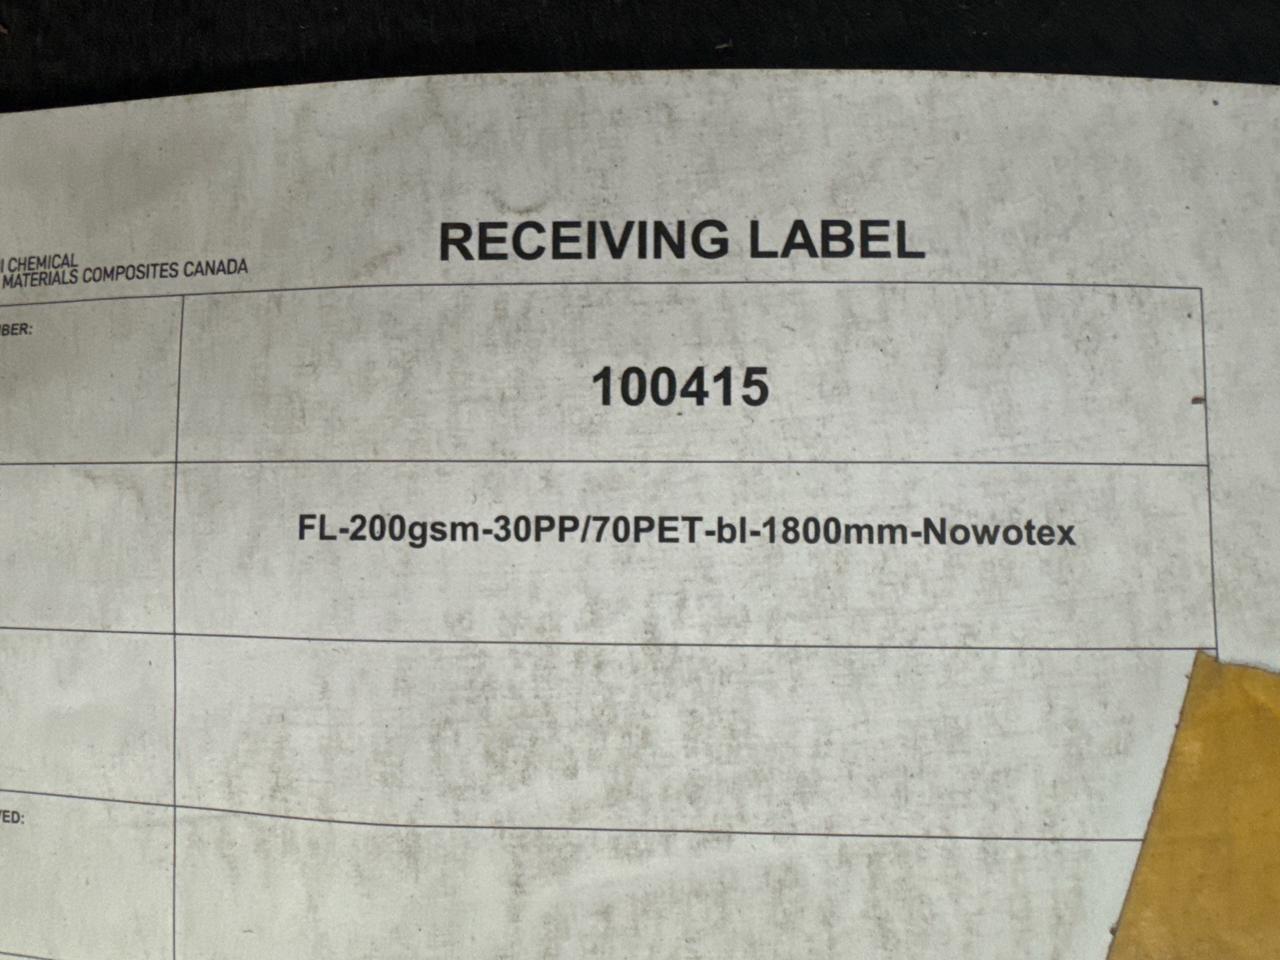 RECEIVING LABEL
I CHEMICAL
MATERIALS COMPOSITES CANADA
BER:
100415
FL-200gsm-30PP/70PET-bl-1800mm-Nowotex
ED: